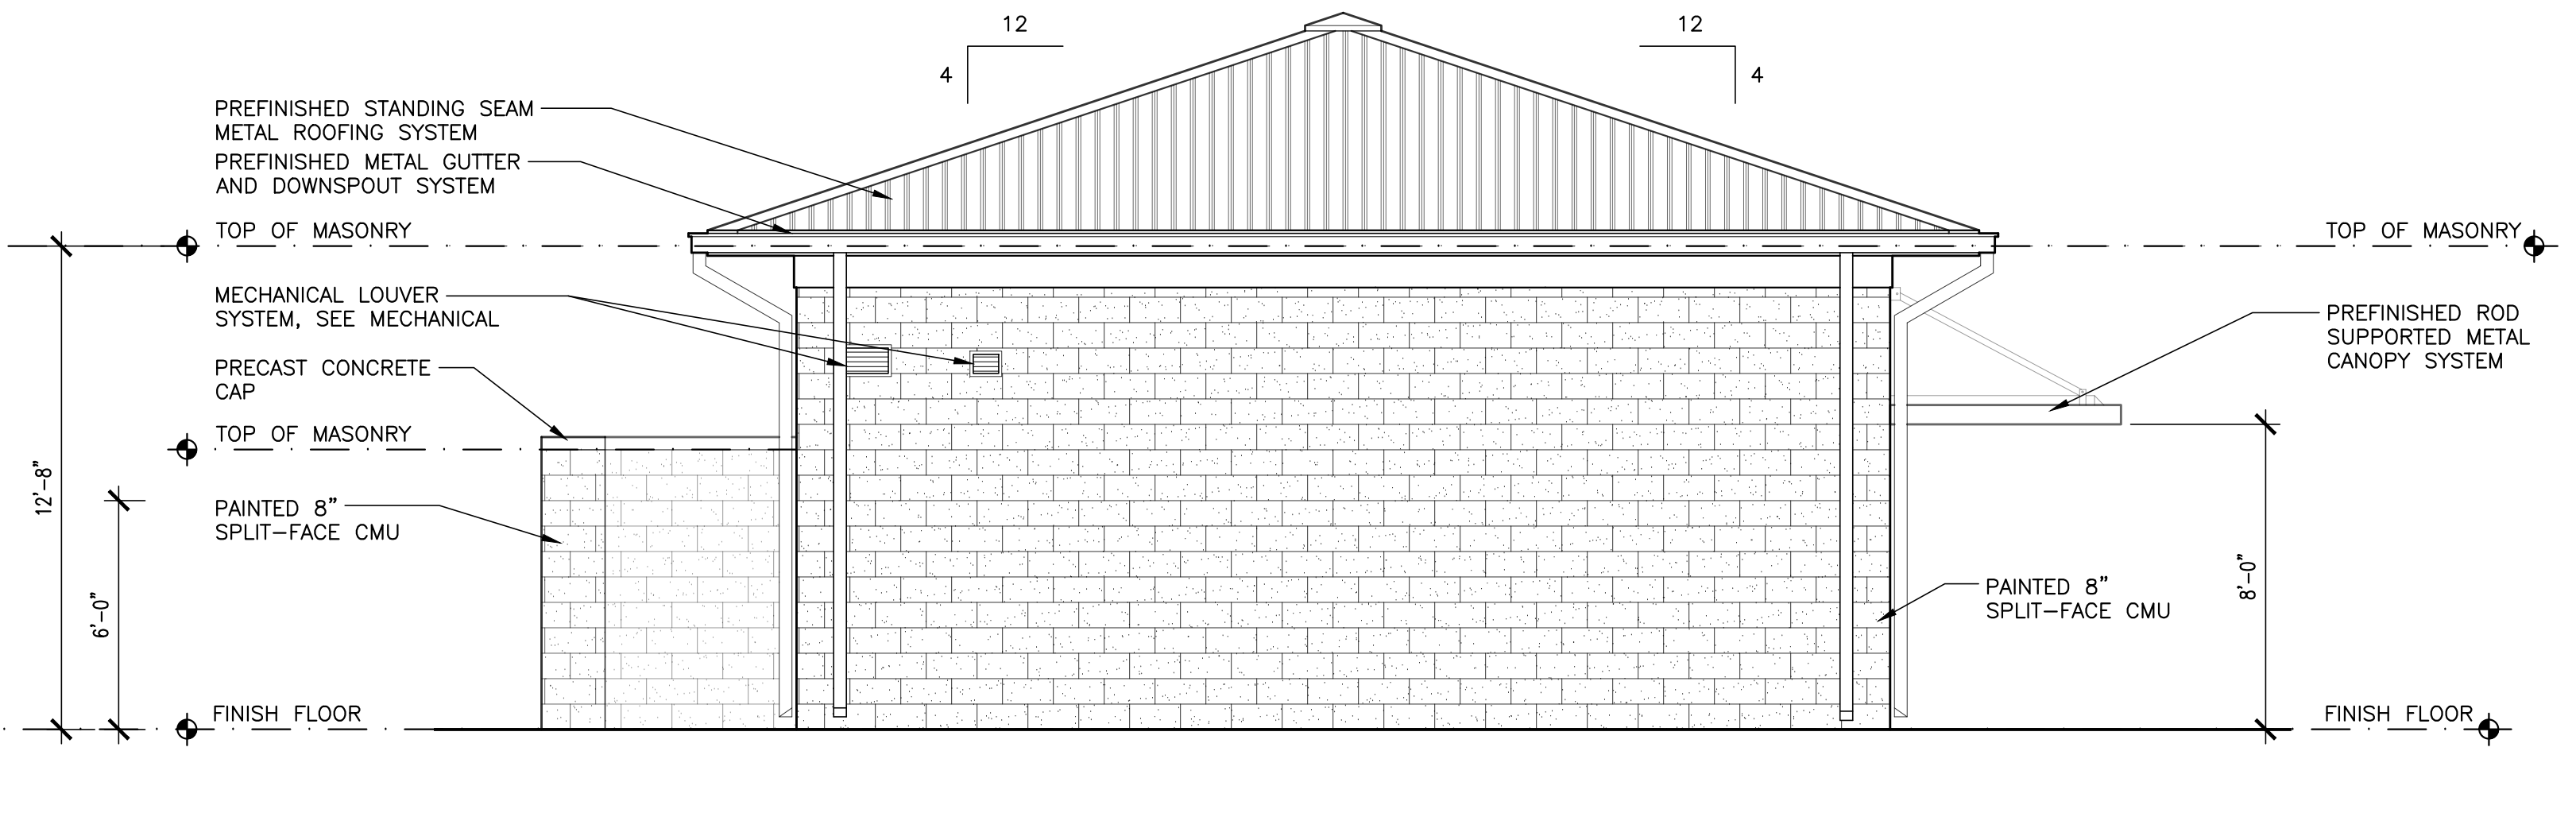 12
4
12
4
PREFINISHED STANDING SEAM
METAL ROOFING SYSTEM
PREFINISHED METAL GUTTER
AND DOWNSPOUT SYSTEM
TOP OF MASONRY
TOP OF MASONRY
MECHANICAL LOUVER
SYSTEM, SEE MECHANICAL
PREFINISHED ROD
SUPPORTED METAL
CANOPY SYSTEM
PRECAST CONCRETE
CAP
TOP OF MASONRY
12'-8"
PAINTED 8"
SPLIT-FACE CMU
6'-0"
8'-0"
PAINTED 8"
SPLIT-FACE CMU
FINISH FLOOR
FINISH FLOOR